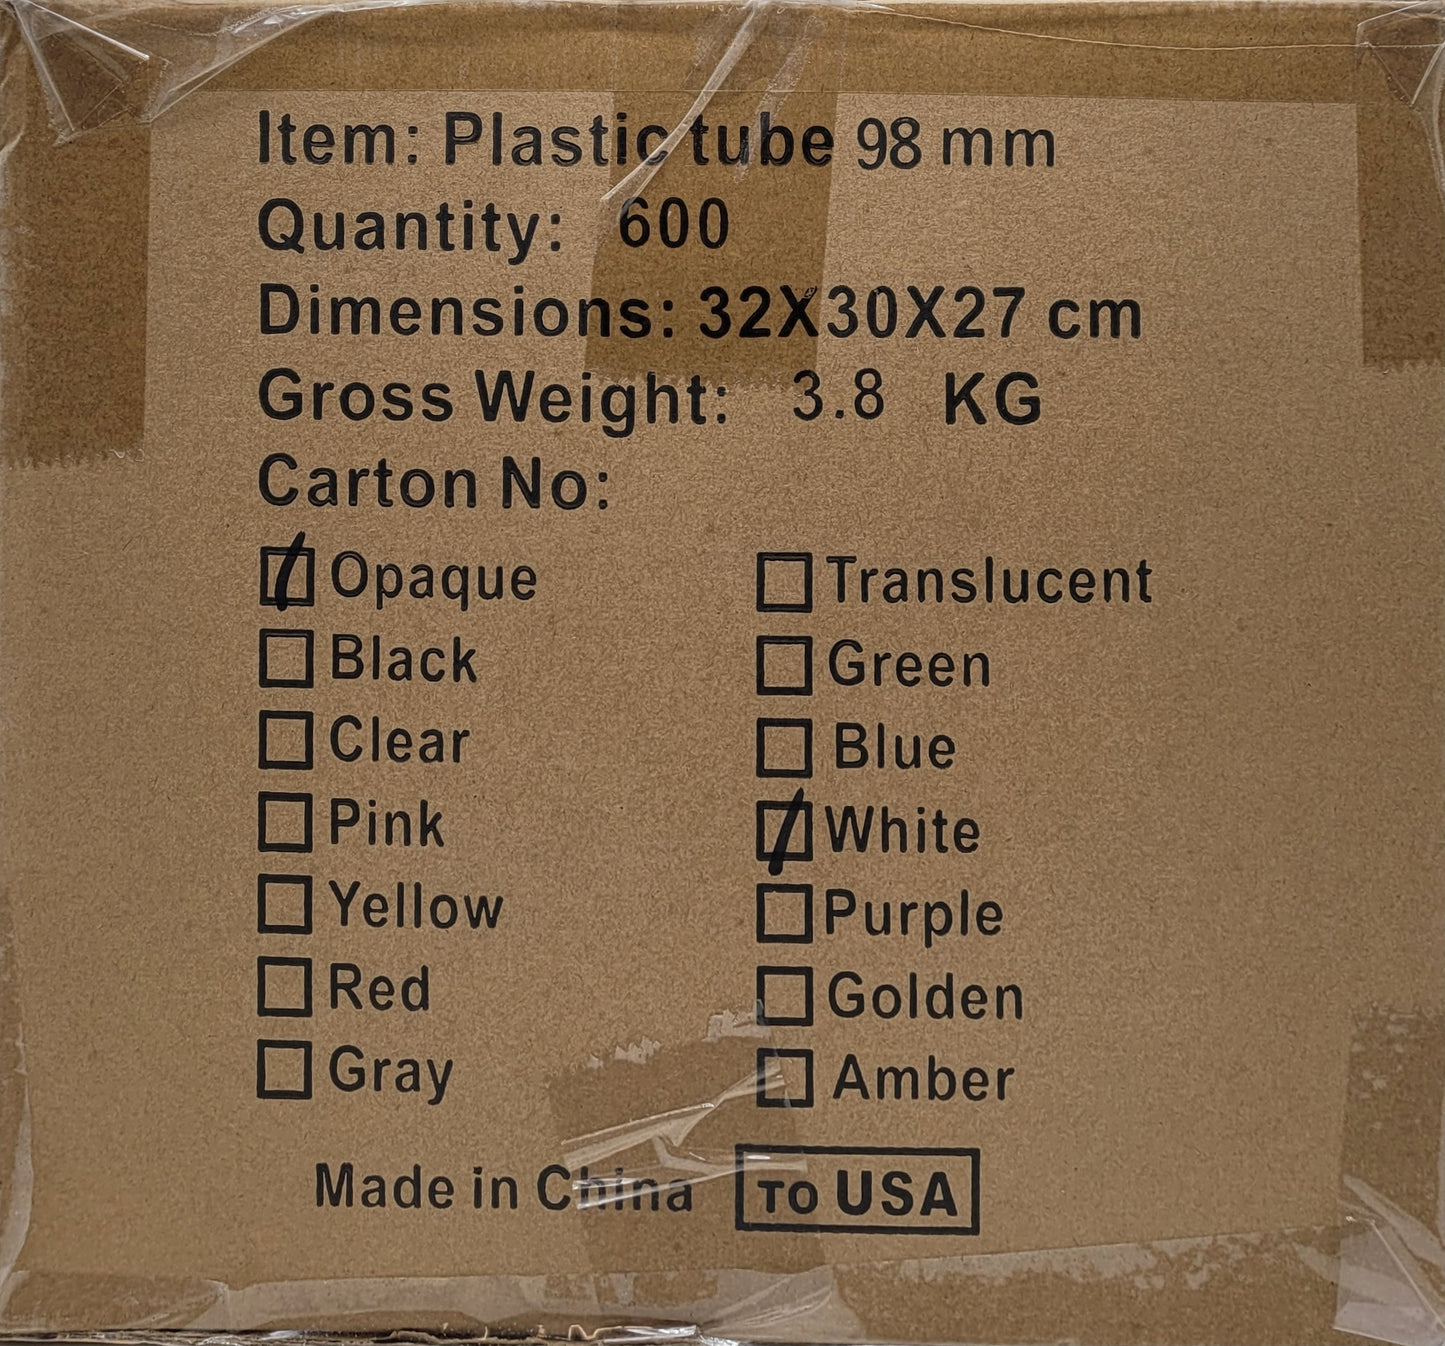 Item: Plastic tube 98 mm
Quantity: 600
Dimensions: 32X30X27 cm
Gross Weight: 3.8 KG
Carton No:
Opaque Translucent
Black Green
Clear Blue
Pink White
Yellow Purple
Red Golden
Gray Amber
Made in China TO USA